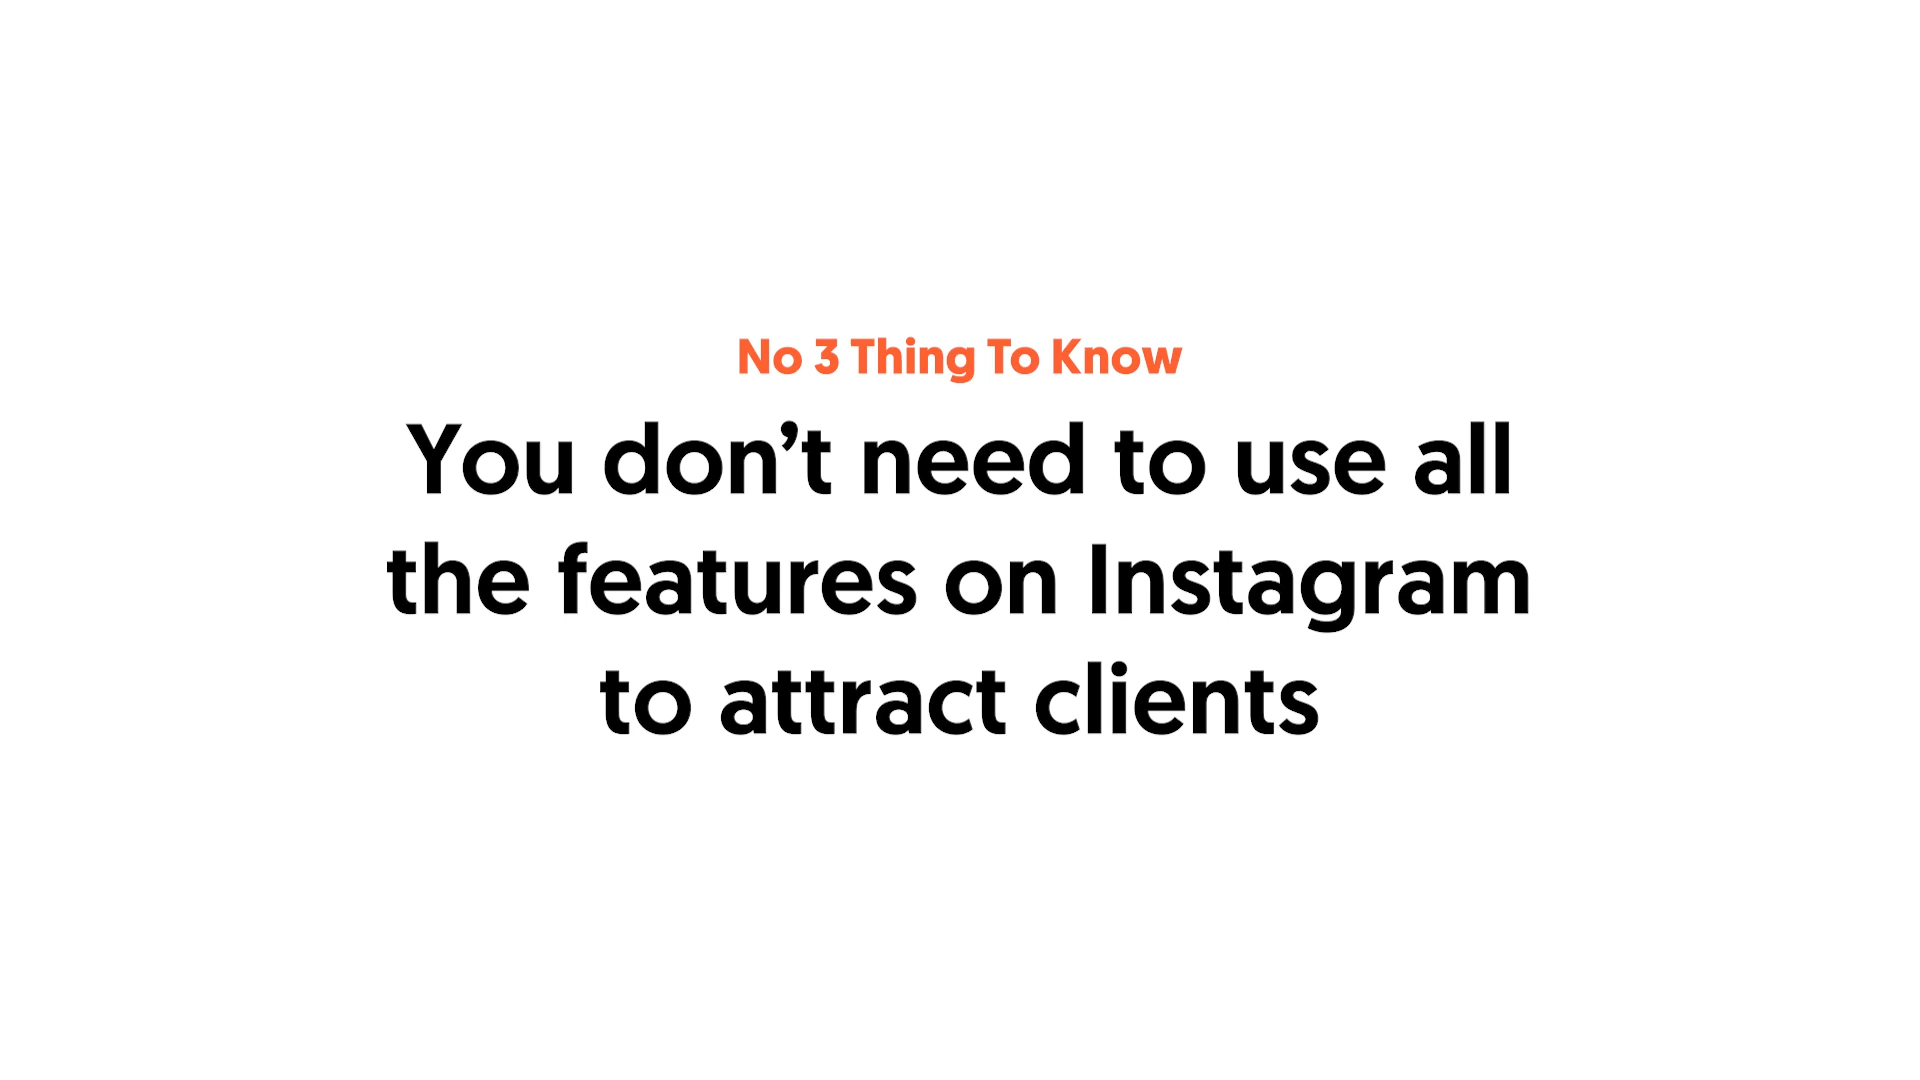 No 3 Thing To Know
You don’t need to use all
the features on Instagram
to attract clients